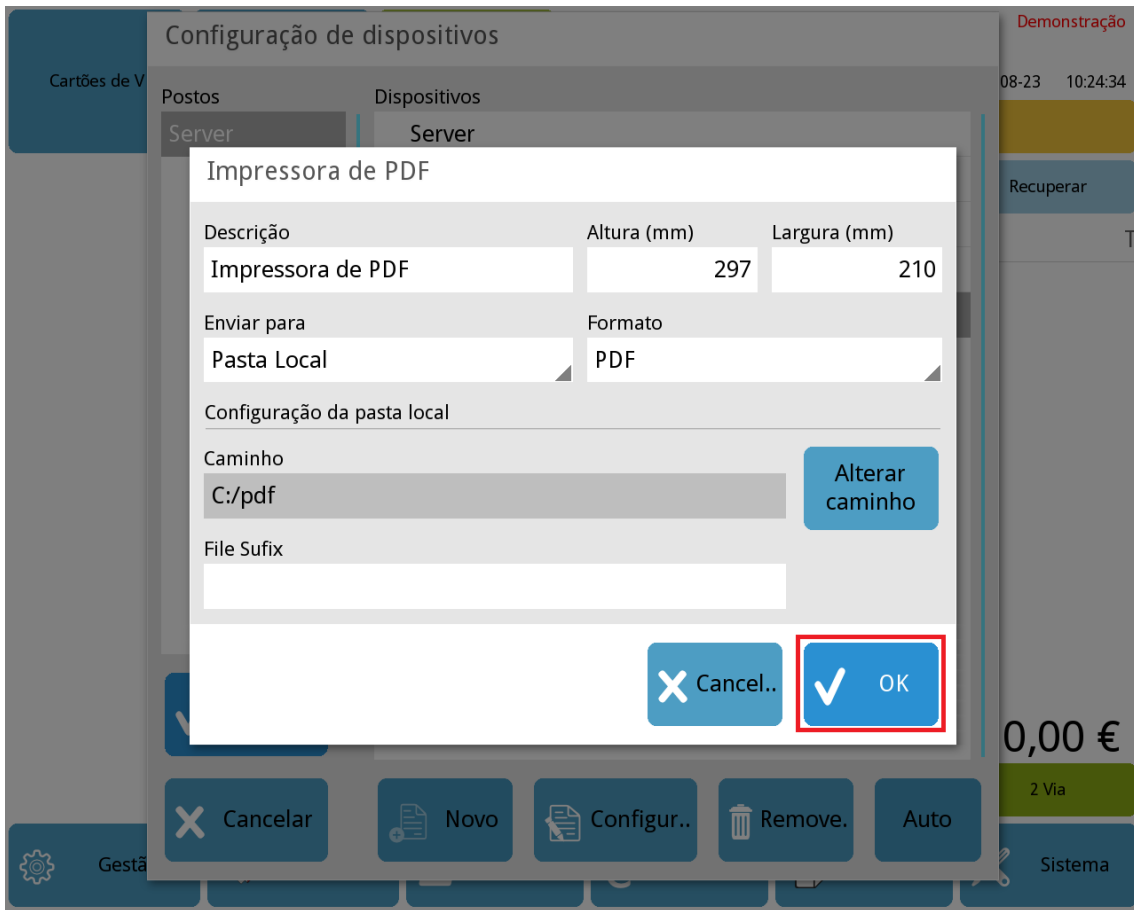 Demonstração
Configuração de dispositivos
Cartões de V
08-23 10:24:34
Postos
Dispositivos
Server
Server
Impressora de PDF
Recuperar
T
Descrição
Altura (mm)
Largura (mm)
Impressora de PDF
297
210
Enviar para
Formato
Pasta Local
PDF
Configuração da pasta local
Caminho
C:/pdf
Alterar
caminho
File Sufix
Cancel..
OK
0,00 €
2 Via
Cancelar
Novo
Configur..
Remove.
Auto
Gestã
Sistema